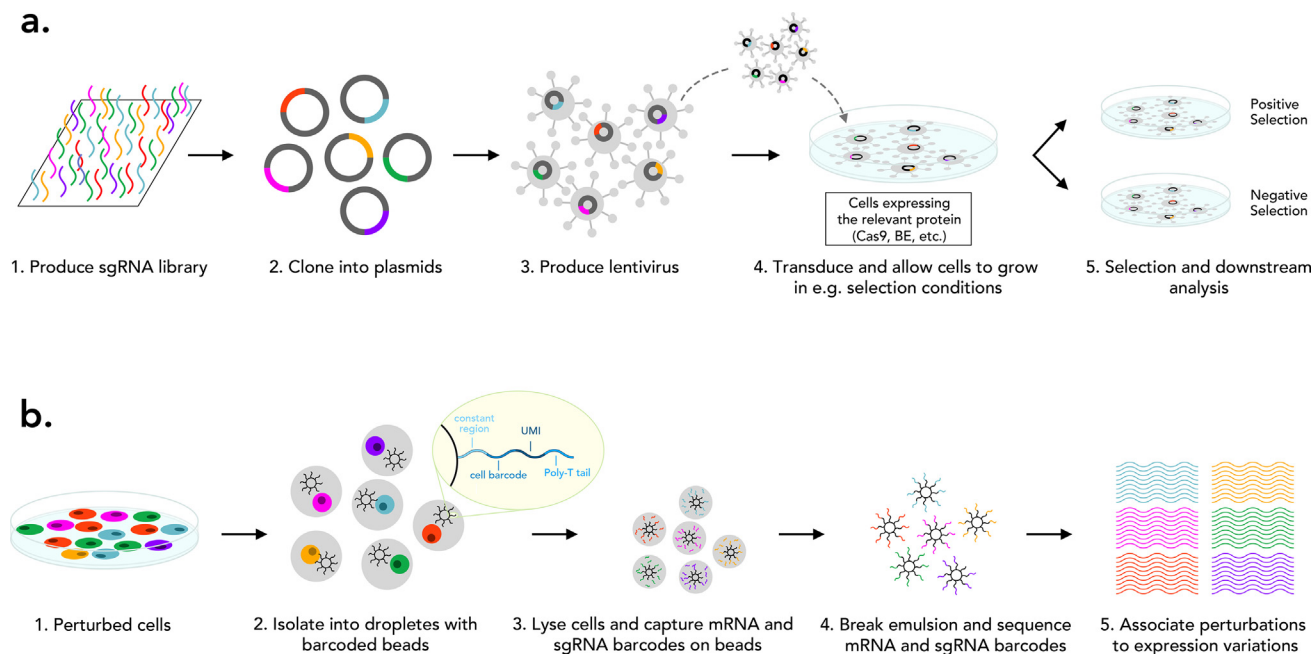 a.
Positive
Selection
Negative
Selection
Cells expressing
the relevant protein
(Cas9, BE, etc.)
1. Produce sgRNA library
2. Clone into plasmids
3. Produce lentivirus
4. Transduce and allow cells to grow
in e.g. selection conditions
5. Selection and downstream
analysis
b.
constant
region
UMI
cell barcode
Poly-T tail
1. Perturbed cells
2. Isolate into dropletes with
barcoded beads
3. Lyse cells and capture mRNA and
sgRNA barcodes on beads
4. Break emulsion and sequence
mRNA and sgRNA barcodes
5. Associate perturbations
to expression variations